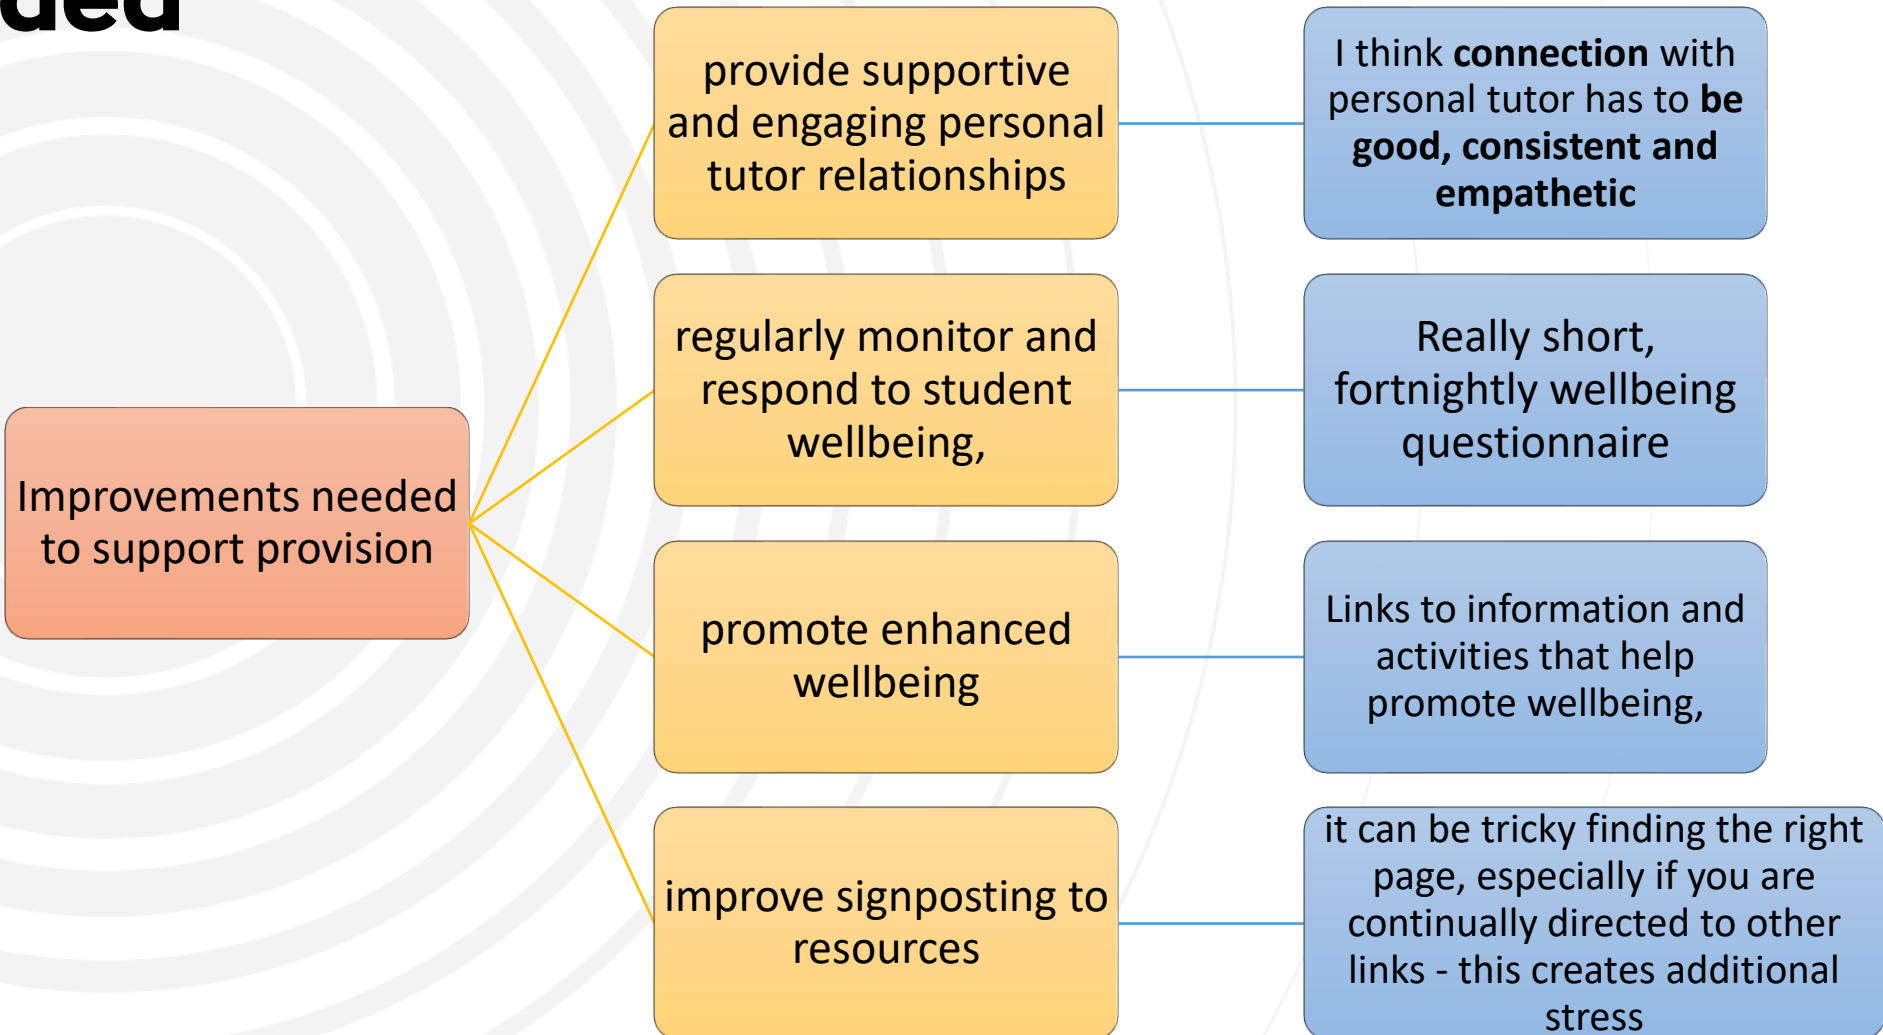 provide supportive
and engaging personal
tutor relationships
I think connection with
personal tutor has to be
good, consistent and
empathetic
regularly monitor and
respond to student
wellbeing,
Really short,
fortnightly wellbeing
questionnaire
Improvements needed
to support provision
promote enhanced
wellbeing
Links to information and
activities that help
promote wellbeing,
improve signposting to
resources
it can be tricky finding the right
page, especially if you are
continually directed to other
links - this creates additional
stress